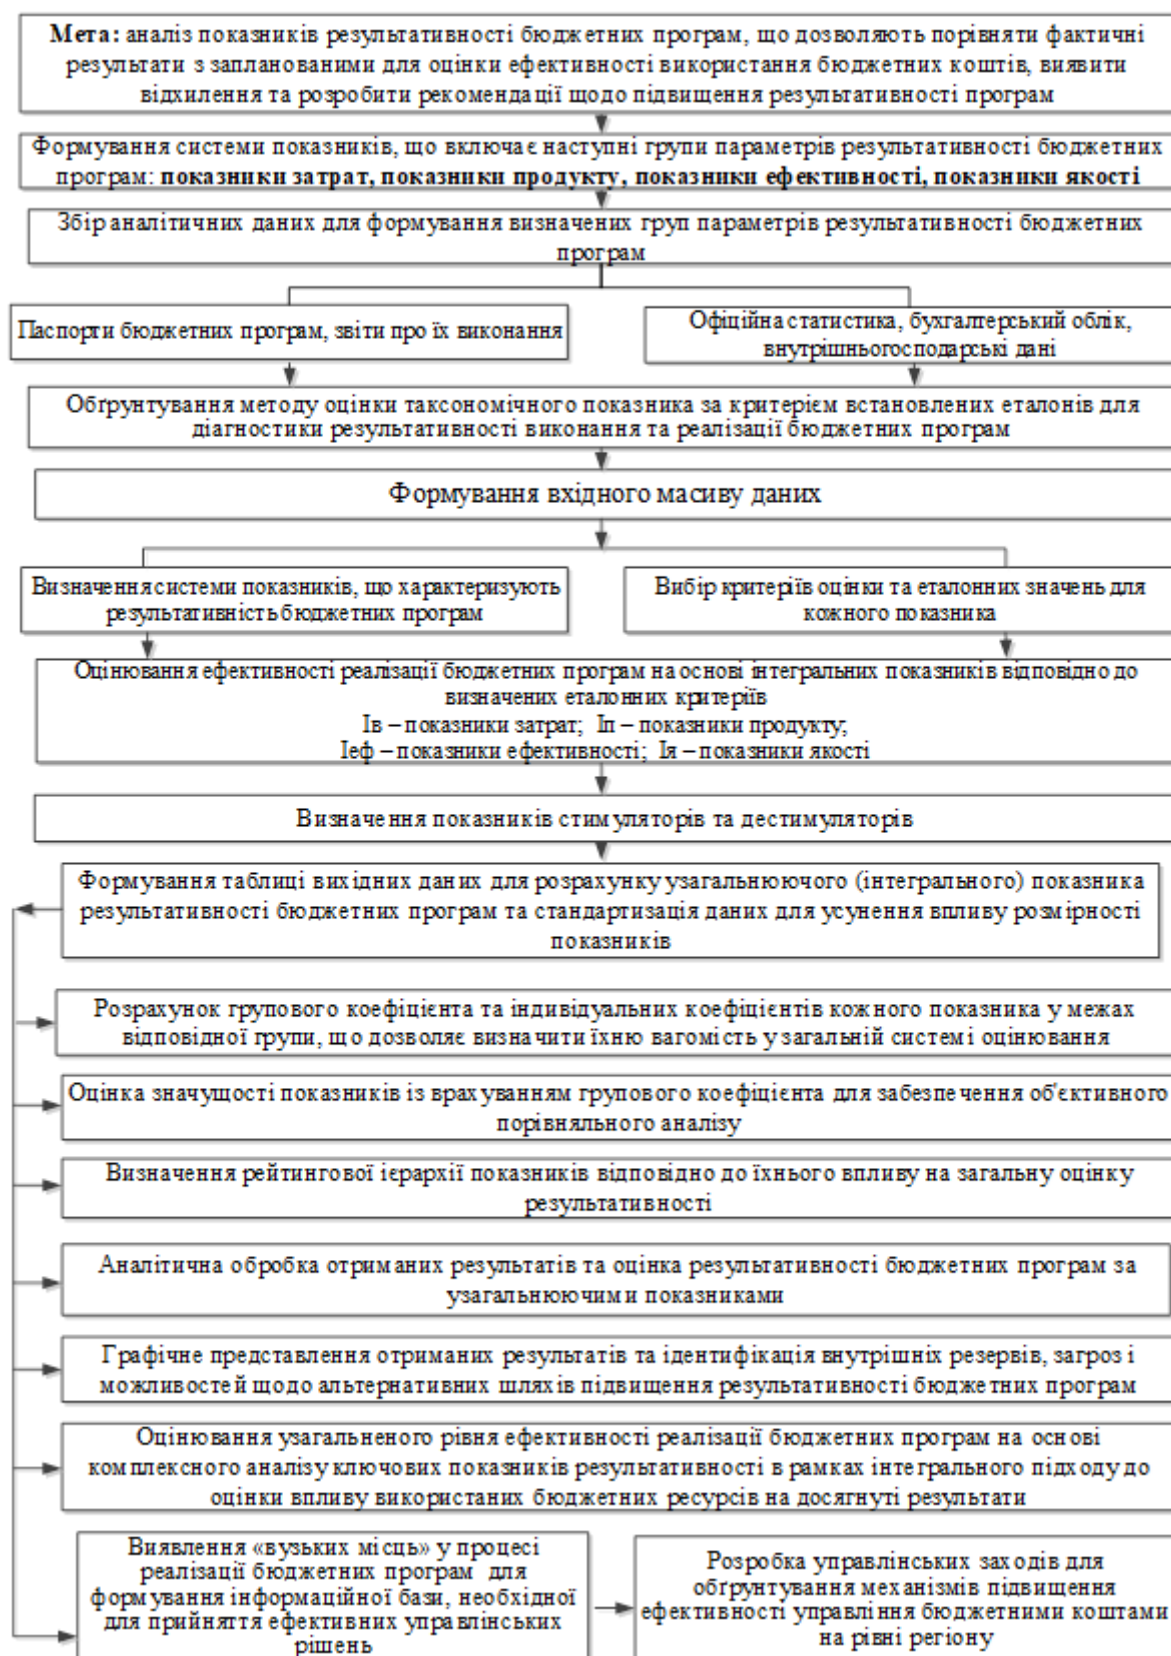 Мета: аналіз показників результативності бюджетних програм, що дозволяють порівняти фактичні
результати з запланованими для оцінки ефективності використання бюджетних коштів, виявити
відхилення та розробити рекомендації щодо підвищення результативності програм
Формування системи показників, що включає наступні групи параметрів результативності бюджетних
програм: показники затрат, показники продукту, показники ефективності, показники якості
Збір аналітичних даних для формування визначених груп параметрів результативності бюджетних
програм
Паспорти бюджетних програм, звіти про їх виконання
Офіційна статистика, бухгалтерський облік,
внутрішньогосподарські дані
Обґрунтування методу оцінки таксономічного показника за критерієм встановлених еталонів для
діагностики результативності виконання та реалізації бюджетних програм
Формування вхідного масиву даних
Визначення системи показників, що характеризують
результативність бюджетних програм
Вибір критеріїв оцінки та еталонних значень для
кожного показника
Оцінювання ефективності реалізації бюджетних програм на основі інтегральних показників відповідно до
визначених еталонних критеріїв
Ів – показники затрат; Іп – показники продукту;
Іеф – показники ефективності; Ія – показники якості
Визначення показників стимуляторів та дестимуляторів
Формування таблиці вихідних даних для розрахунку узагальнюючого (інтегрального) показника
результативності бюджетних програм та стандартизація даних для усунення впливу розмірності
показників
Розрахунок групового коефіцієнта та індивідуальних коефіцієнтів кожного показника у межах
відповідної групи, що дозволяє визначити їхню вагомість у загальній системі оцінювання
Оцінка значущості показників із врахуванням групового коефіцієнта для забезпечення об'єктивного
порівняльного аналізу
Визначення рейтингової ієрархії показників відповідно до їхнього впливу на загальну оцінку
результативності
Аналітична обробка отриманих результатів та оцінка результативності бюджетних програм за
узагальнюючими показниками
Графічне представлення отриманих результатів та ідентифікація внутрішніх резервів, загроз і
можливостей щодо альтернативних шляхів підвищення результативності бюджетних програм
Оцінювання узагальненого рівня ефективності реалізації бюджетних програм на основі
комплексного аналізу ключових показників результативності в рамках інтегрального підходу до
оцінки впливу використаних бюджетних ресурсів на досягнуті результати
Виявлення «вузьких місць» у процесі
реалізації бюджетних програм для
формування інформаційної бази, необхідної
для прийняття ефективних управлінських
рішень
Розробка управлінських заходів для
обґрунтування механізмів підвищення
ефективності управління бюджетними коштами
на рівні регіону